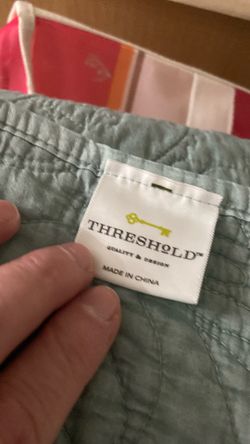 THRESHOLD™
QUALITY & DESIGN
MADE IN CHINA